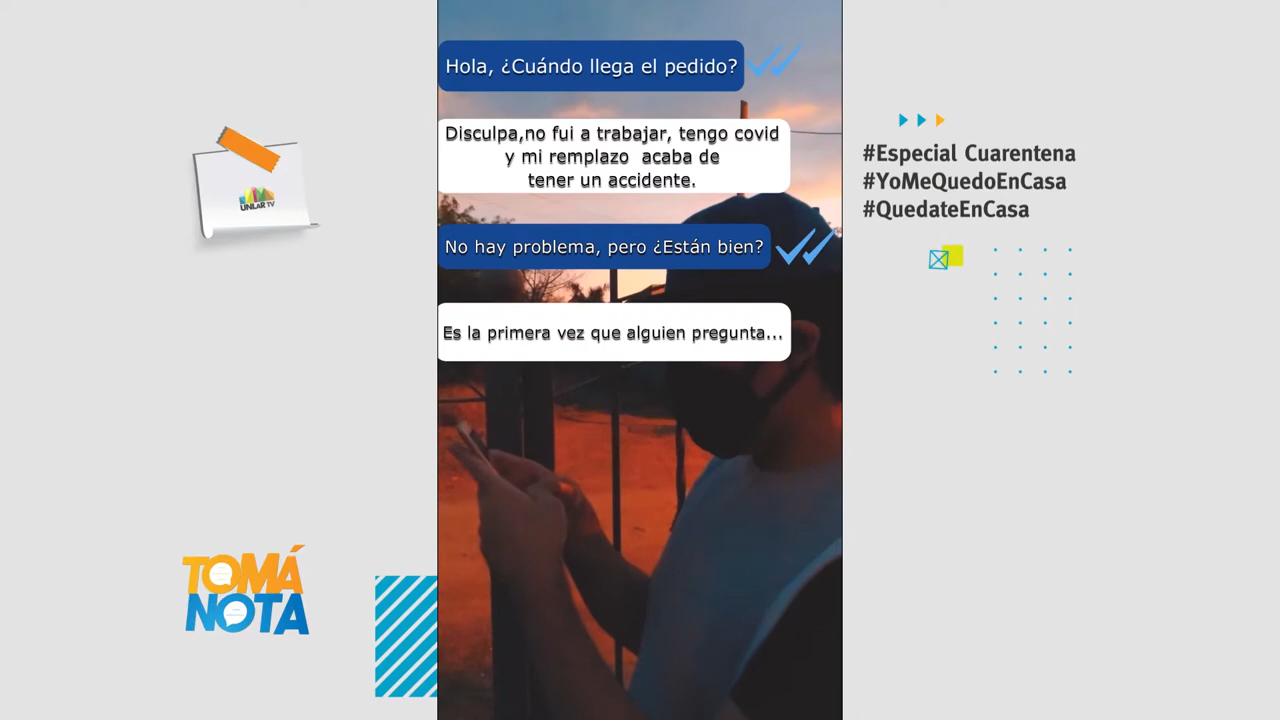 Hola, ¿Cuándo llega el pedido?
Disculpa,no fui a trabajar, tengo covid
y mi remplazo acaba de
tener un accidente.
No hay problema, pero ¿Están bien?
Es la primera vez que alguien pregunta...
#Especial Cuarentena
#YoMeQuedoEnCasa
#QuedateEnCasa
UNLAR TV
TOMÁ
NOTA